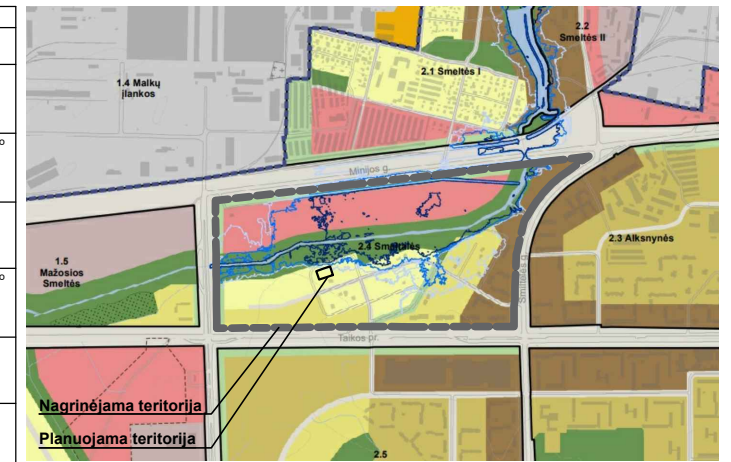 2.2
Smeltės II
2.1 Smeltės I
1.4 Malkų
įlankos
Minijos g.
2.3 Alksnynės
2.4 Smeltalės
1.5
Mažosios
Smeltės
Smiltelės g.
Taikos pr.
Nagrinėjama teritorija
Planuojama teritorija
2.5
o
o